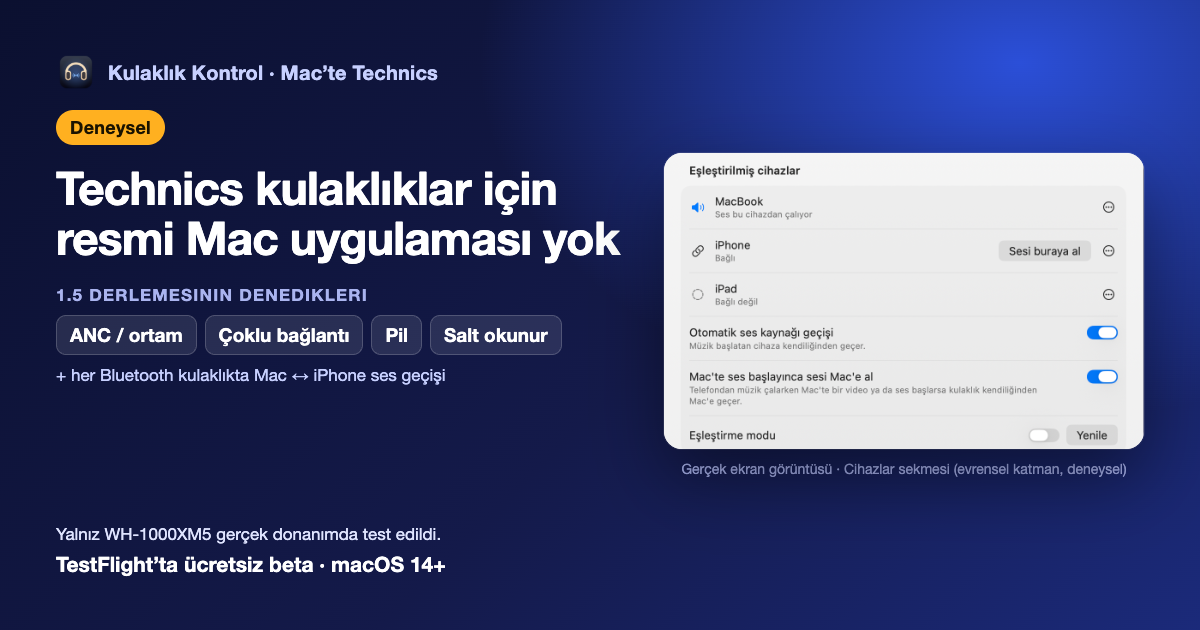 Kulaklık Kontrol · Mac’te Technics
Deneysel
Technics kulaklıklar için
resmi Mac uygulaması yok
1.5 DERLEMESININ DENEDIKLERI
ANC / ortam
Çoklu bağlantı
Pil
Salt okunur
+ her Bluetooth kulaklıkta Mac ↔ iPhone ses geçişi
Yalnız WH-1000XM5 gerçek donanımda test edildi.
TestFlight’ta ücretsiz beta · macOS 14+
Eşleştirilmiş cihazlar
MacBook
Ses bu cihazdan çalıyor
iPhone
Bağlı
Sesi buraya al
iPad
Bağlı değil
Otomatik ses kaynağı geçişi
Müzik başlatan cihaza kendiliğinden geçer.
Mac'te ses başlayınca sesi Mac'e al
Telefondan müzik çalarken Mac'te bir video ya da ses başlarsa kulaklık kendiliğinden
Mac'e geçer.
Eşleştirme modu
Yenile
Gerçek ekran görüntüsü · Cihazlar sekmesi (evrensel katman, deneysel)